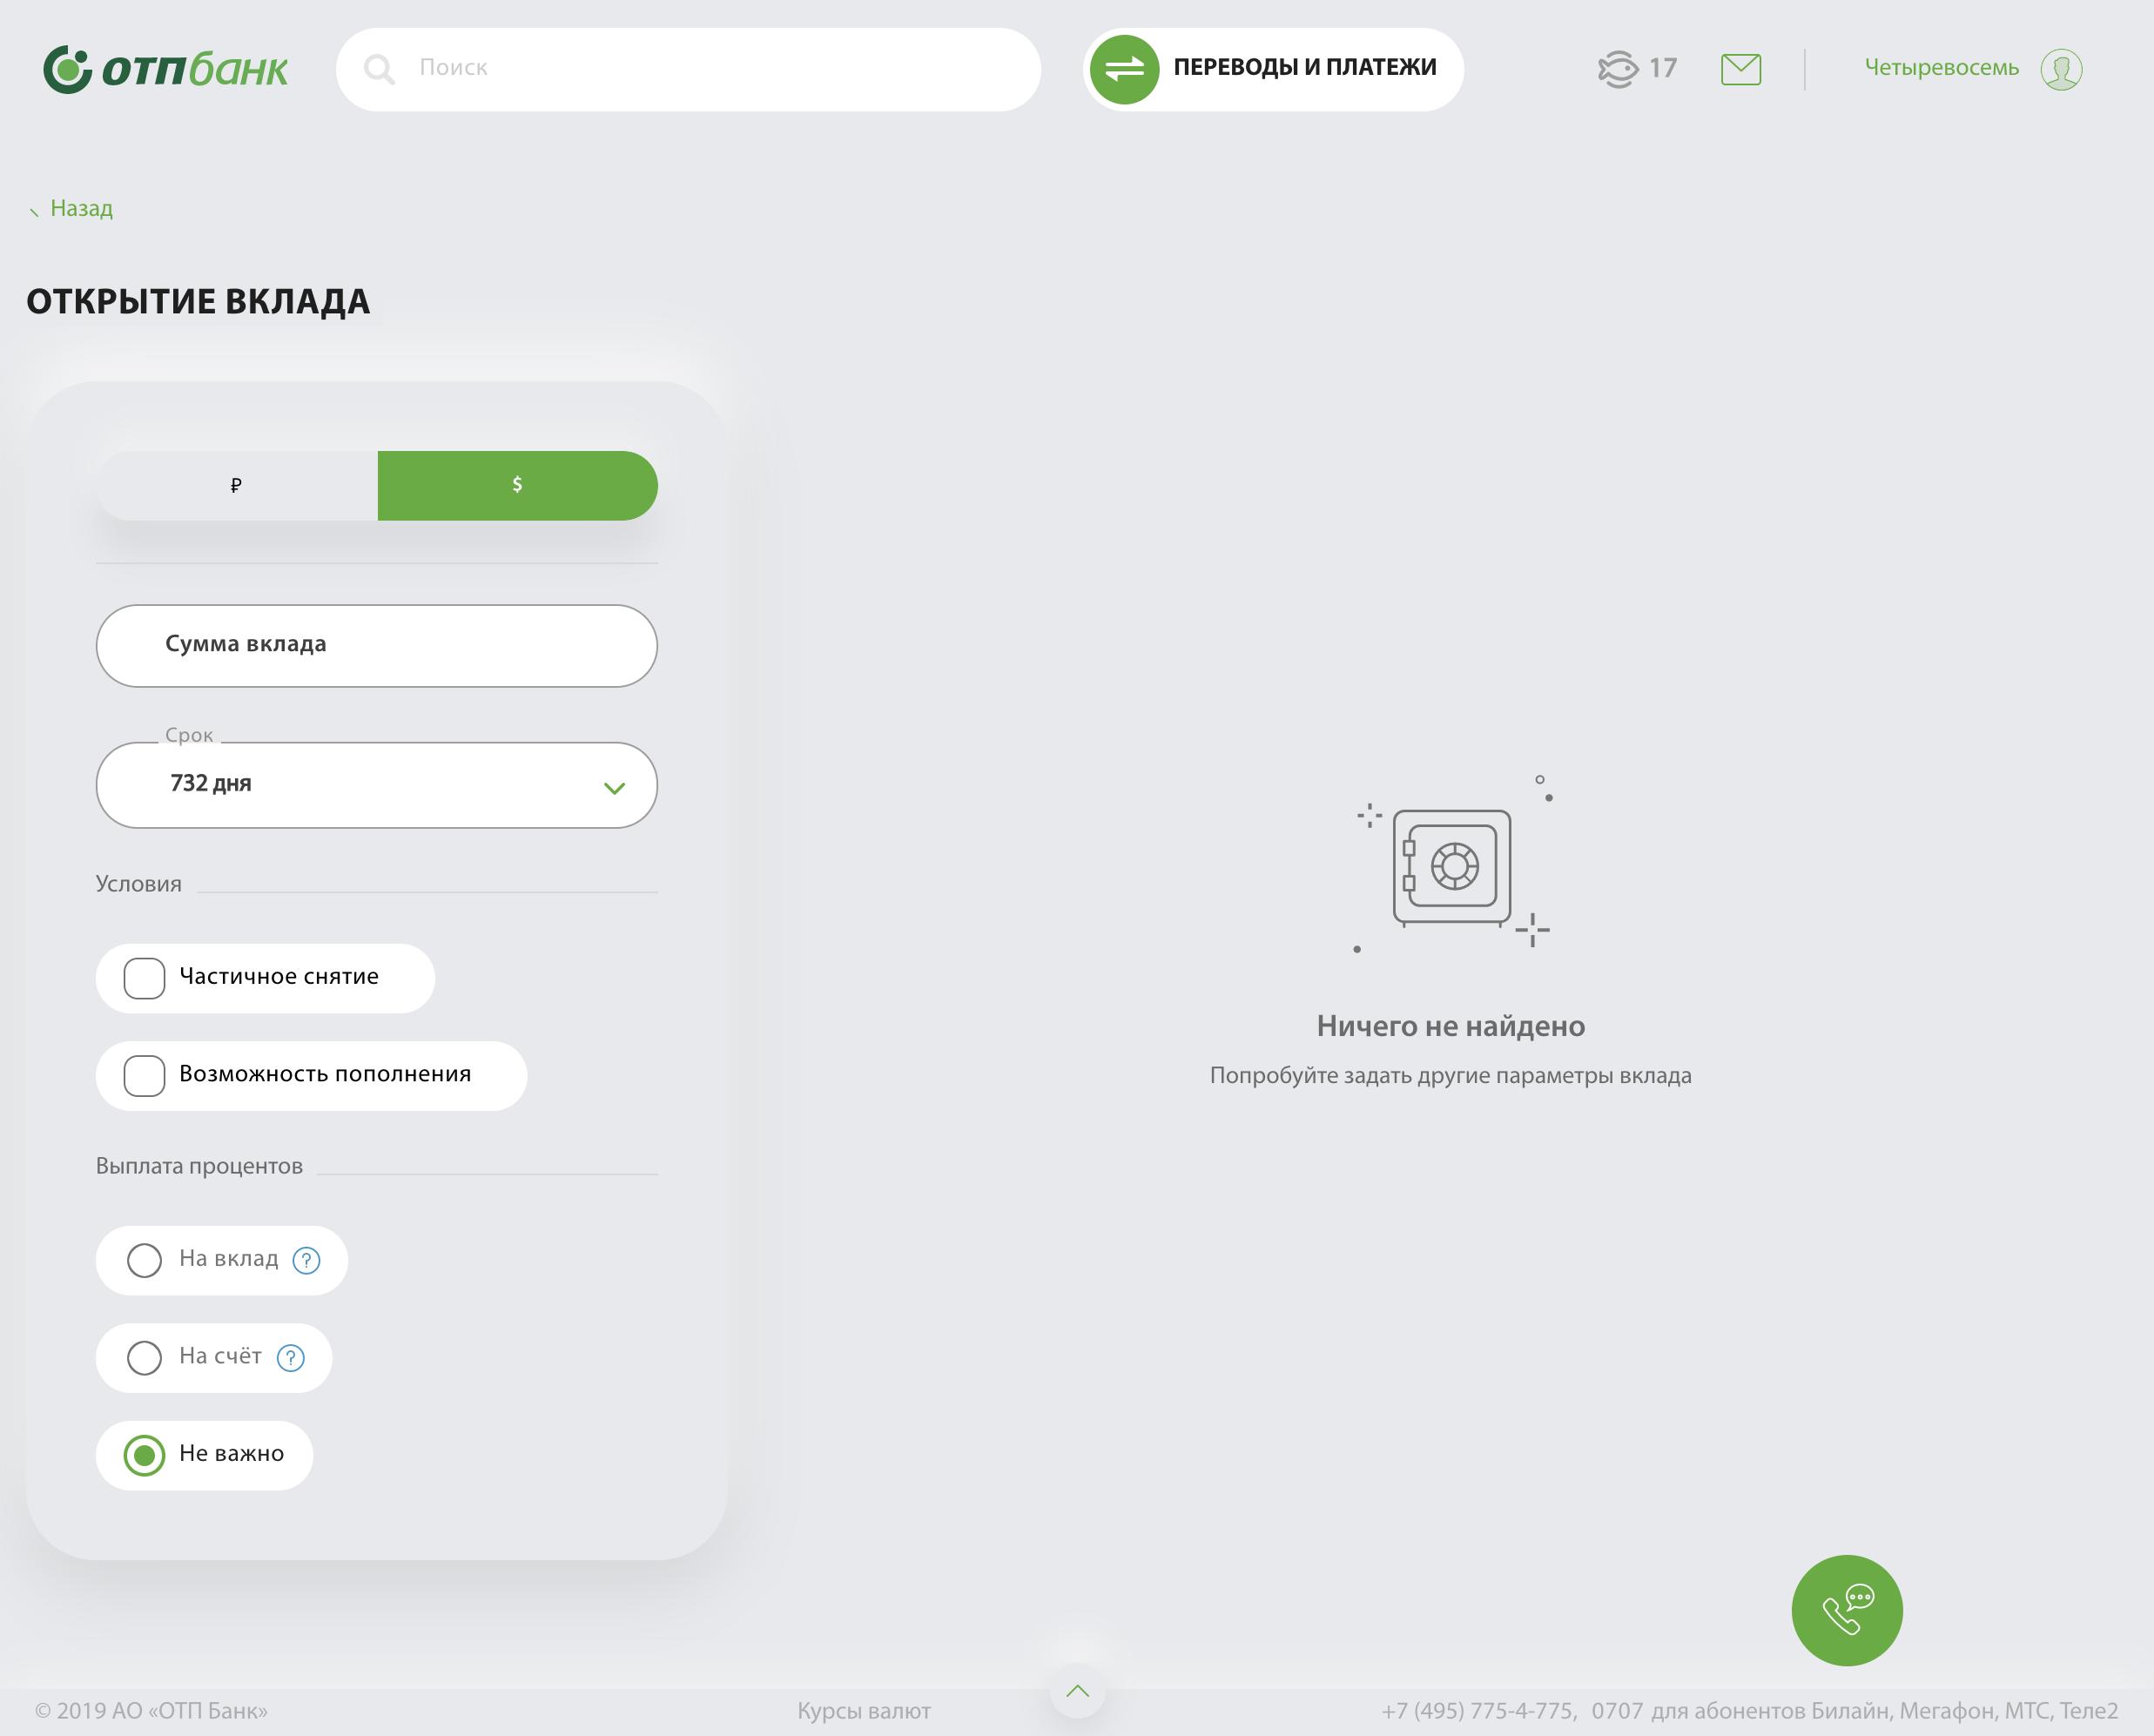 отпбанк
Поиск
ПЕРЕВОДЫ И ПЛАТЕЖИ
17
Четыревосемь
Назад
ОТКРЫТИЕ ВКЛАДА
₽
$
Сумма вклада
Срок
732 дня
Условия
Частичное снятие
Возможность пополнения
Выплата процентов
На вклад ?
На счёт ?
Не важно
Ничего не найдено
Попробуйте задать другие параметры вклада
© 2019 АО «ОТП Банк»
Курсы валют
+7 (495) 775-4-775, 0707 для абонентов Билайн, Мегафон, МТС, Теле2